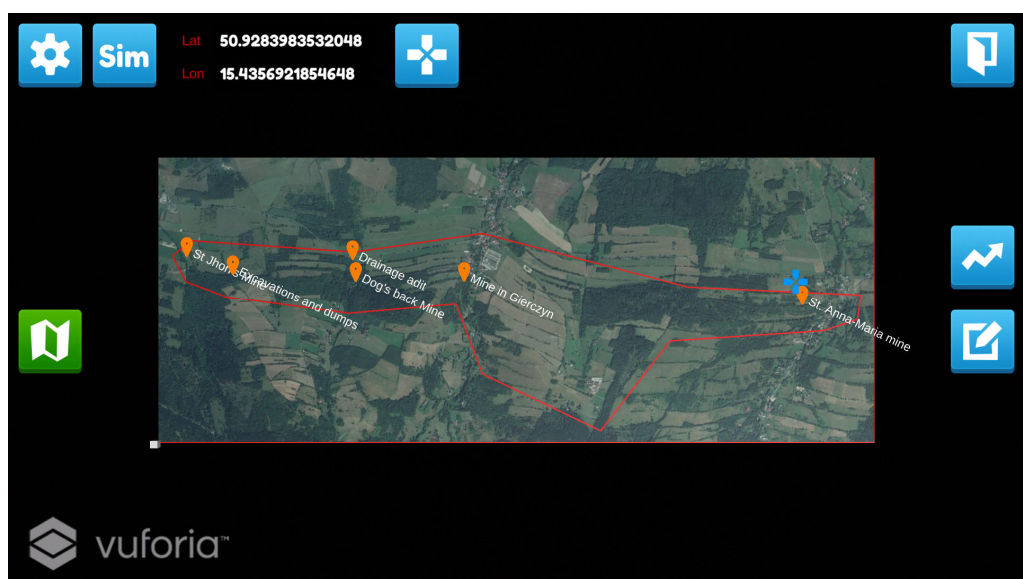 Sim
Lat 50.9283983532048
Lon 15.4356921854648
St Jhon's Mine
Excavations and dumps
Drainage adit
Dog's back Mine
Mine in Gierczyn
St. Anna-Maria mine
vuforia™